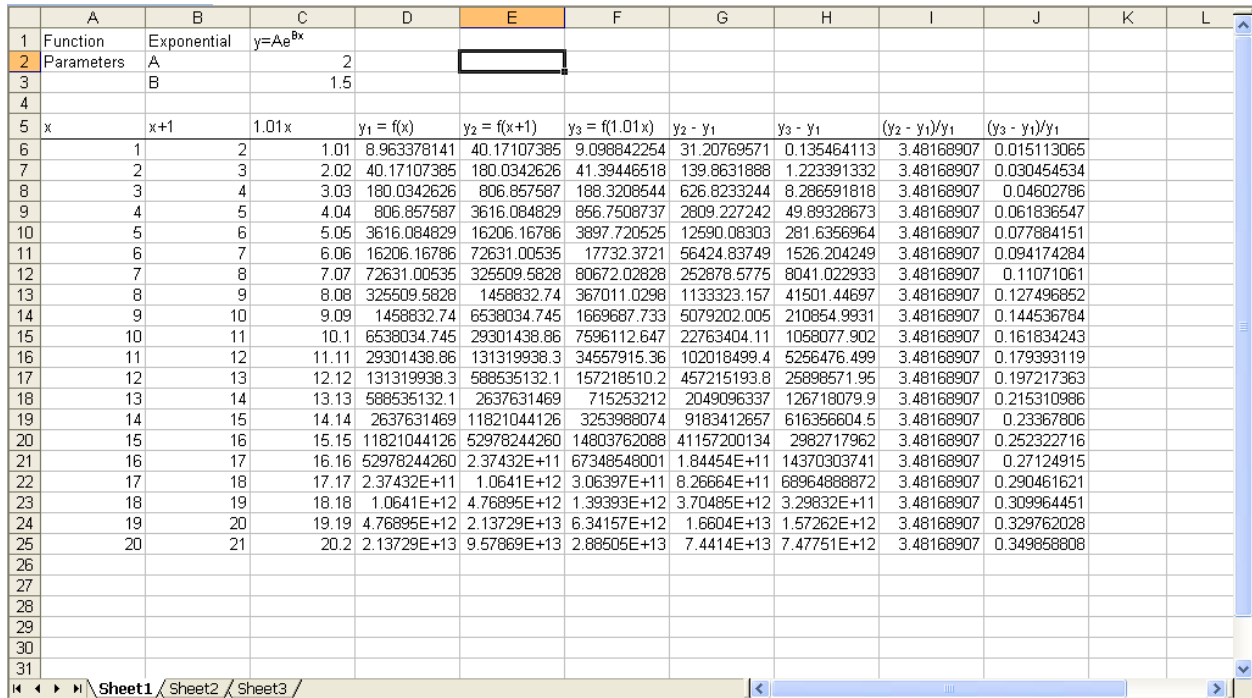 A B C D E F G H I J K L
1 Function Exponential y=Ae^Bx
2 Parameters A 2
3 B 1.5
4
5 x x+1 1.01x y₁ = f(x) y₂ = f(x+1) y₃ = f(1.01x) y₂ - y₁ y₃ - y₁ (y₂ - y₁)/y₁ (y₃ - y₁)/y₁
6 1 2 1.01 8.963378141 40.17107385 9.098842254 31.20769571 0.135464113 3.48168907 0.015113065
7 2 3 2.02 40.17107385 180.0342626 41.39446518 139.8631888 1.223391332 3.48168907 0.030454534
8 3 4 3.03 180.0342626 806.857587 188.3208544 626.8233244 8.286591818 3.48168907 0.04602786
9 4 5 4.04 806.857587 3616.084829 856.7508737 2809.227242 49.89328673 3.48168907 0.061836547
10 5 6 5.05 3616.084829 16206.16786 3897.720525 12590.08303 281.6356964 3.48168907 0.077884151
11 6 7 6.06 16206.16786 72631.00535 17732.3721 56424.83749 1526.204249 3.48168907 0.094174284
12 7 8 7.07 72631.00535 325509.5828 80672.02828 252878.5775 8041.022933 3.48168907 0.11071061
13 8 9 8.08 325509.5828 1458832.74 367011.0298 1133323.157 41501.44697 3.48168907 0.127496852
14 9 10 9.09 1458832.74 6538034.745 1669687.733 5079202.005 210854.9931 3.48168907 0.144536784
15 10 11 10.1 6538034.745 29301438.86 7596112.647 22763404.11 1058077.902 3.48168907 0.161834243
16 11 12 11.11 29301438.86 131319938.3 34557915.36 102018499.4 5256476.499 3.48168907 0.179393119
17 12 13 12.12 131319938.3 588535132.1 157218510.2 457215193.8 25898571.95 3.48168907 0.197217363
18 13 14 13.13 588535132.1 2637631469 715253212 2049096337 126718079.9 3.48168907 0.215310986
19 14 15 14.14 2637631469 11821044126 3253988074 9183412657 616356604.5 3.48168907 0.23367806
20 15 16 15.15 11821044126 52978244260 14803762088 41157200134 2982717962 3.48168907 0.252322716
21 16 17 16.16 52978244260 2.37432E+11 67348548001 1.84454E+11 14370303741 3.48168907 0.27124915
22 17 18 17.17 2.37432E+11 1.0641E+12 3.06397E+11 8.26664E+11 68964888872 3.48168907 0.290461621
23 18 19 18.18 1.0641E+12 4.76895E+12 1.39393E+12 3.70485E+12 3.29832E+11 3.48168907 0.309964451
24 19 20 19.19 4.76895E+12 2.13729E+13 6.34157E+12 1.6604E+13 1.57262E+12 3.48168907 0.329762028
25 20 21 20.2 2.13729E+13 9.57869E+13 2.88505E+13 7.4414E+13 7.47751E+12 3.48168907 0.349858808
26
27
28
29
30
31
Sheet1 / Sheet2 / Sheet3 /